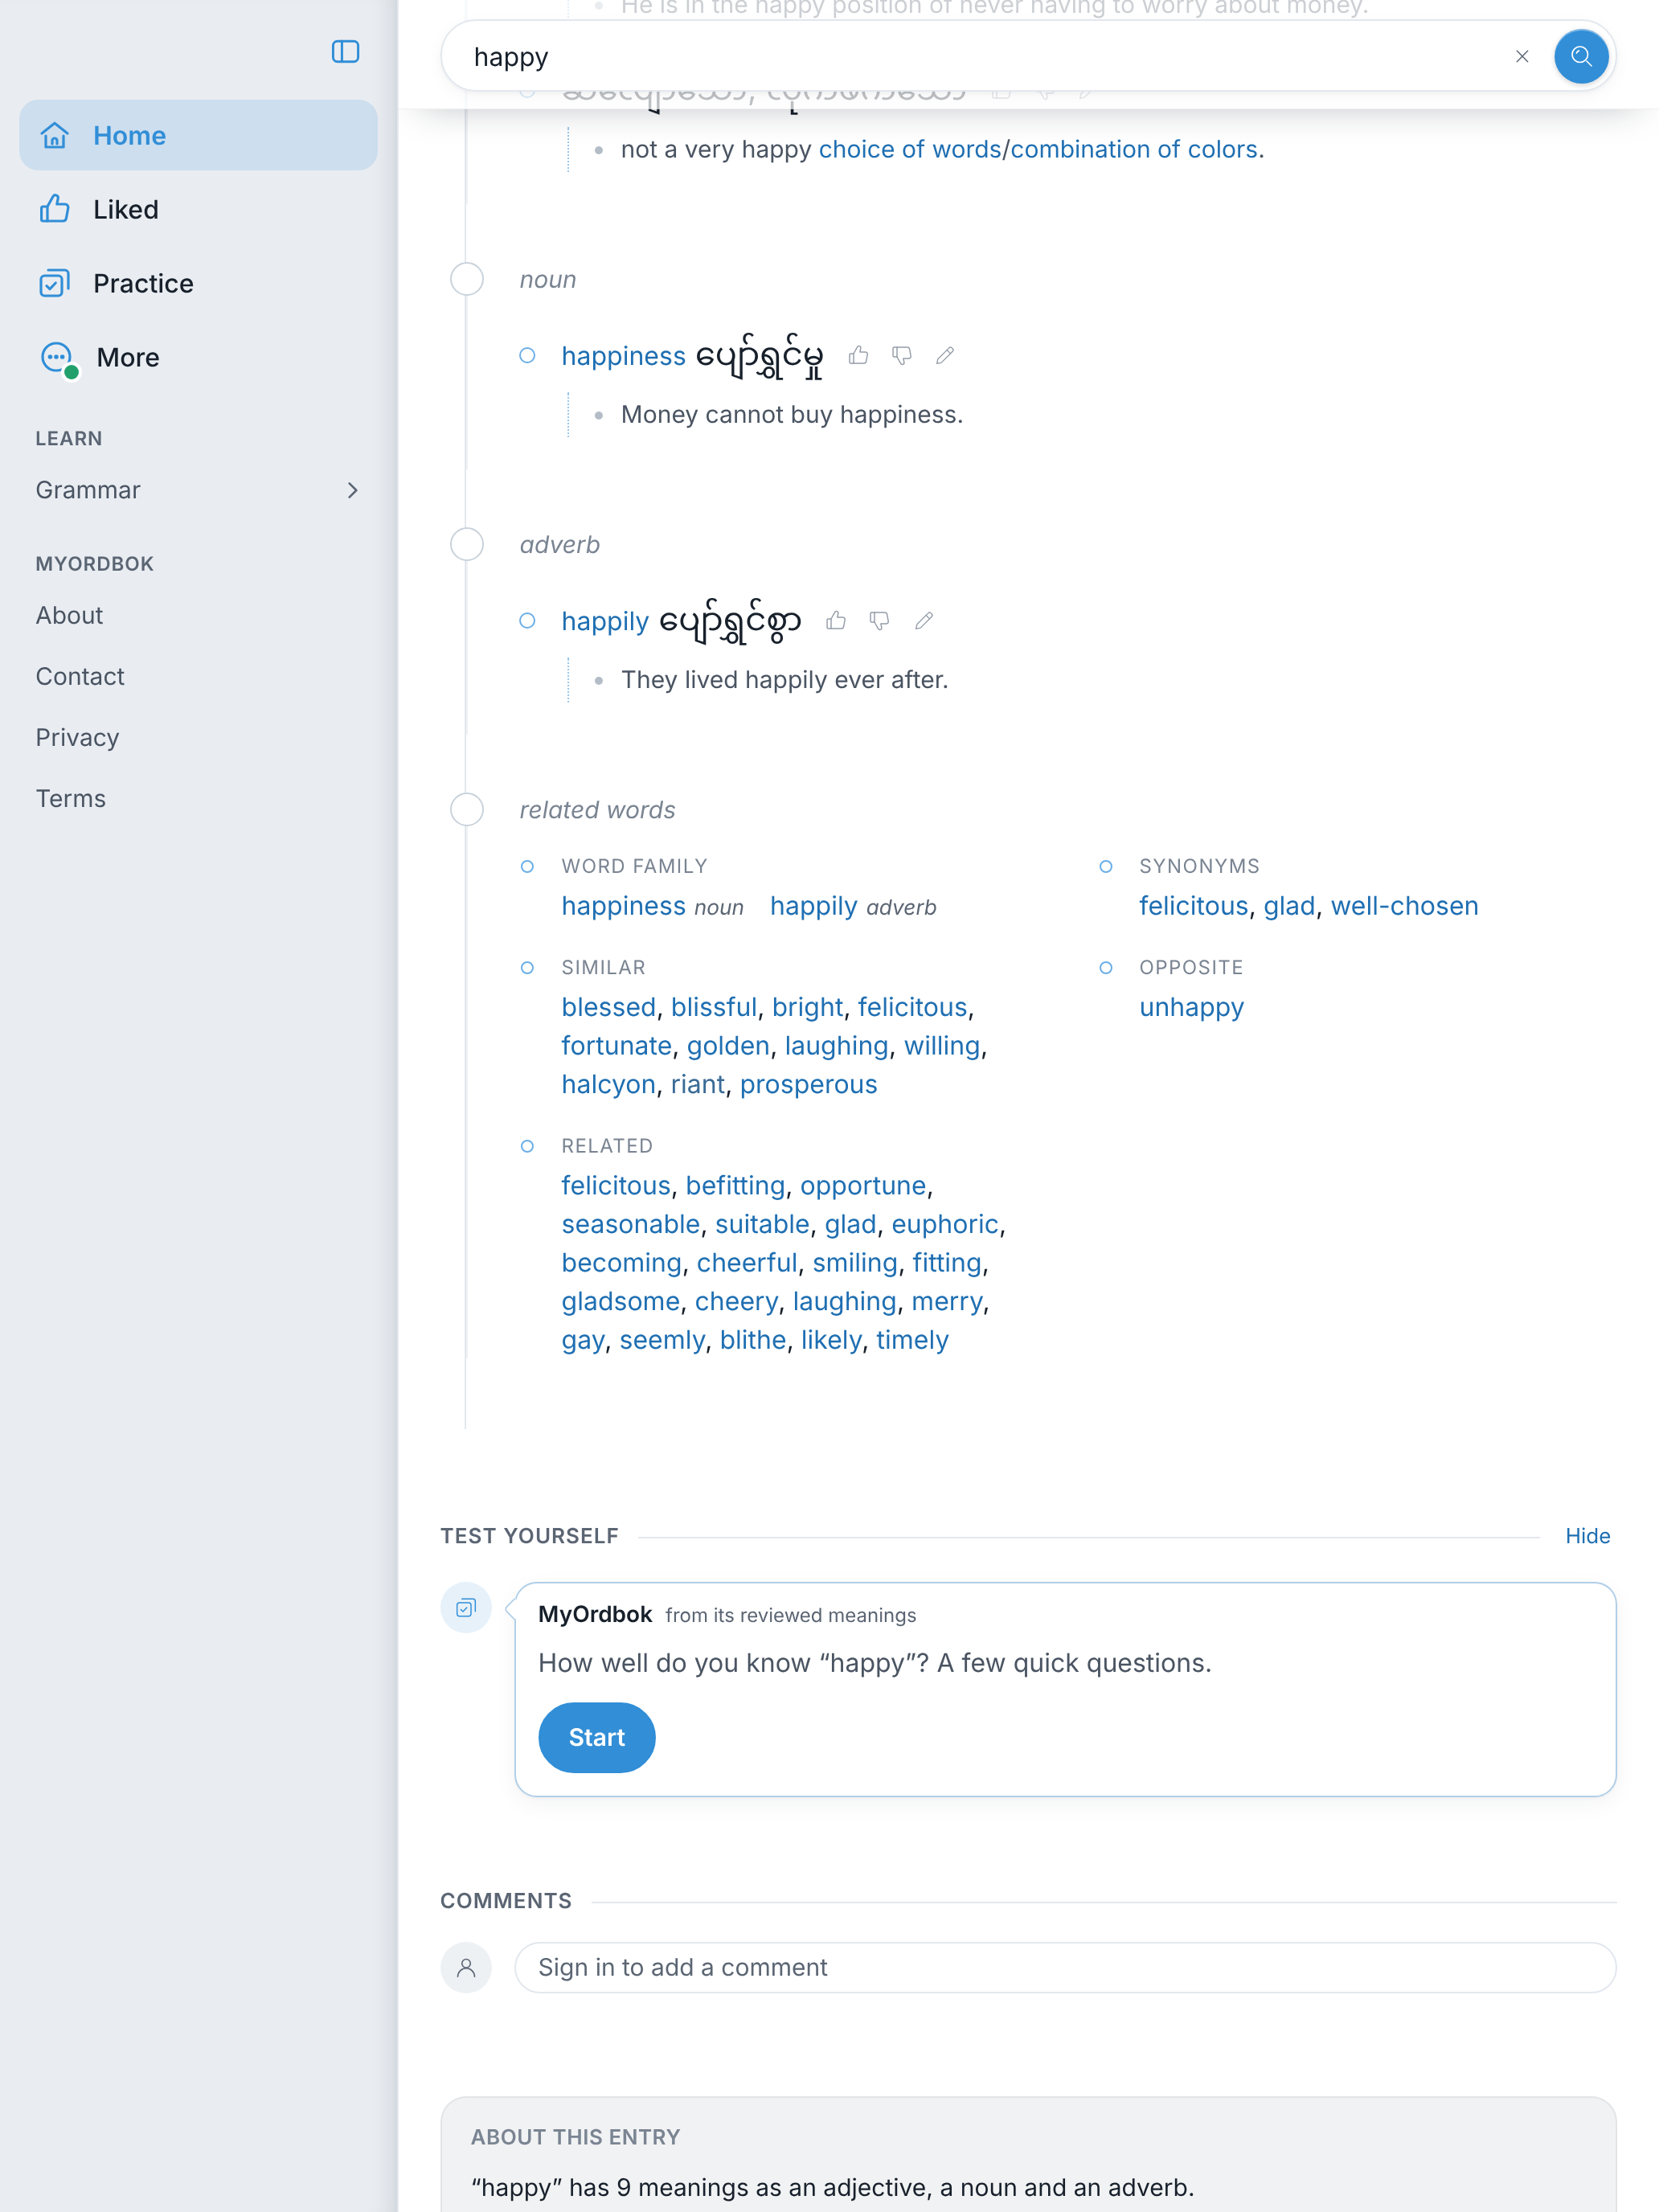 He is in the happy position of never having to worry about money.
happy
not a very happy choice of words/combination of colors.
Home
Liked
Practice
More
LEARN
Grammar
MYORDBOK
About
Contact
Privacy
Terms
noun
happiness ပျော်ရွှင်မှု
Money cannot buy happiness.
adverb
happily ပျော်ရွှင်စွာ
They lived happily ever after.
related words
WORD FAMILY
happiness noun happily adverb
SYNONYMS
felicitous, glad, well-chosen
SIMILAR
blessed, blissful, bright, felicitous,
fortunate, golden, laughing, willing,
halcyon, riant, prosperous
OPPOSITE
unhappy
RELATED
felicitous, befitting, opportune,
seasonable, suitable, glad, euphoric,
becoming, cheerful, smiling, fitting,
gladsome, cheery, laughing, merry,
gay, seemly, blithe, likely, timely
TEST YOURSELF
Hide
MyOrdbok from its reviewed meanings
How well do you know “happy”? A few quick questions.
Start
COMMENTS
Sign in to add a comment
ABOUT THIS ENTRY
“happy” has 9 meanings as an adjective, a noun and an adverb.